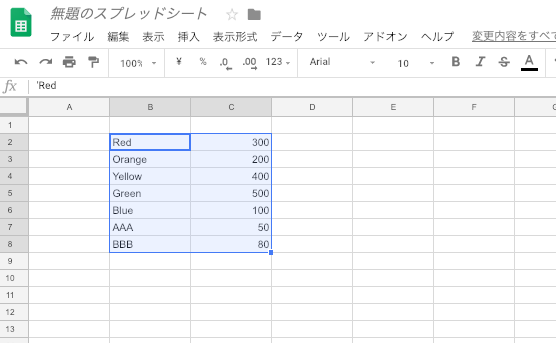 無題のスプレッドシート
ファイル 編集 表示 挿入 表示形式 データ ツール アドオン ヘルプ 変更内容をすべて
100% ¥ % .0 .00 123 Arial 10 B I S A
fx 'Red
A B C D E F
1
2 Red 300
3 Orange 200
4 Yellow 400
5 Green 500
6 Blue 100
7 AAA 50
8 BBB 80
9
10
11
12
13